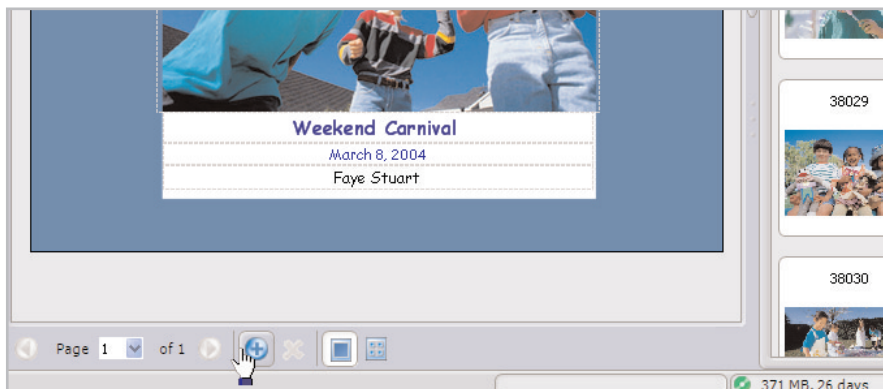 Weekend Carnival
March 8, 2004
Faye Stuart
38029
38030
Page 1 of 1
371 MB, 26 days